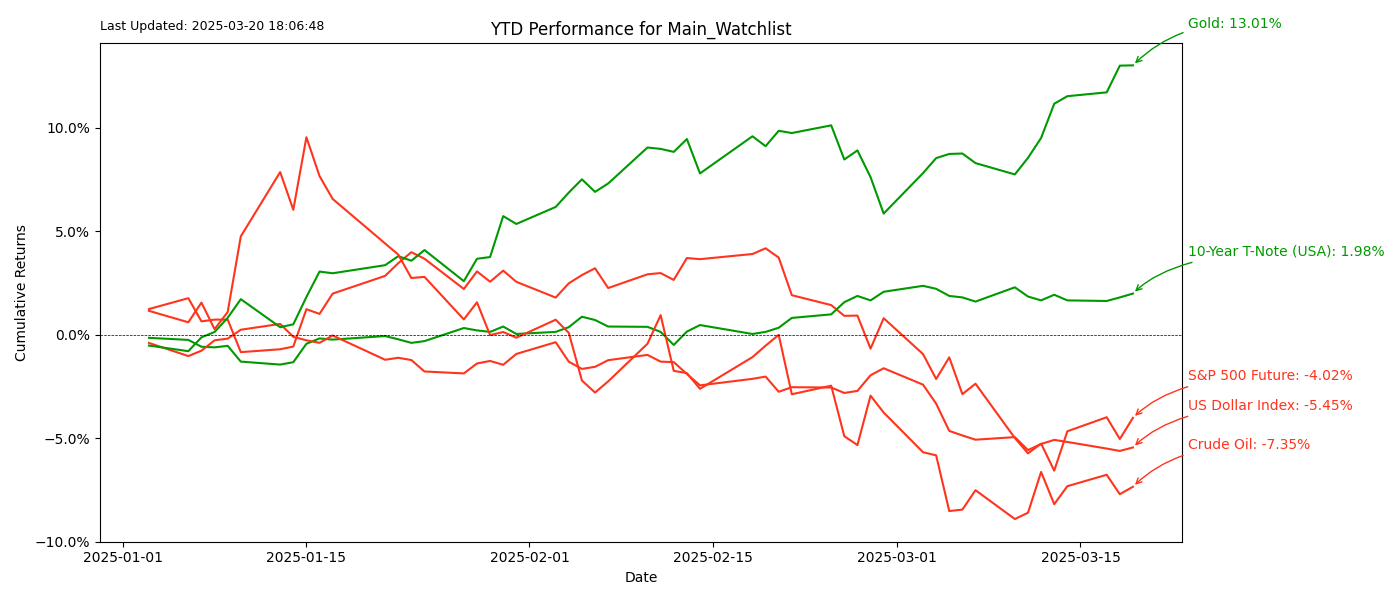 Last Updated: 2025-03-20 18:06:48
YTD Performance for Main_Watchlist
Gold: 13.01%
10-Year T-Note (USA): 1.98%
S&P 500 Future: -4.02%
US Dollar Index: -5.45%
Crude Oil: -7.35%
Cumulative Returns
10.0%
5.0%
0.0%
−5.0%
−10.0%
2025-01-01
2025-01-15
2025-02-01
2025-02-15
2025-03-01
2025-03-15
Date